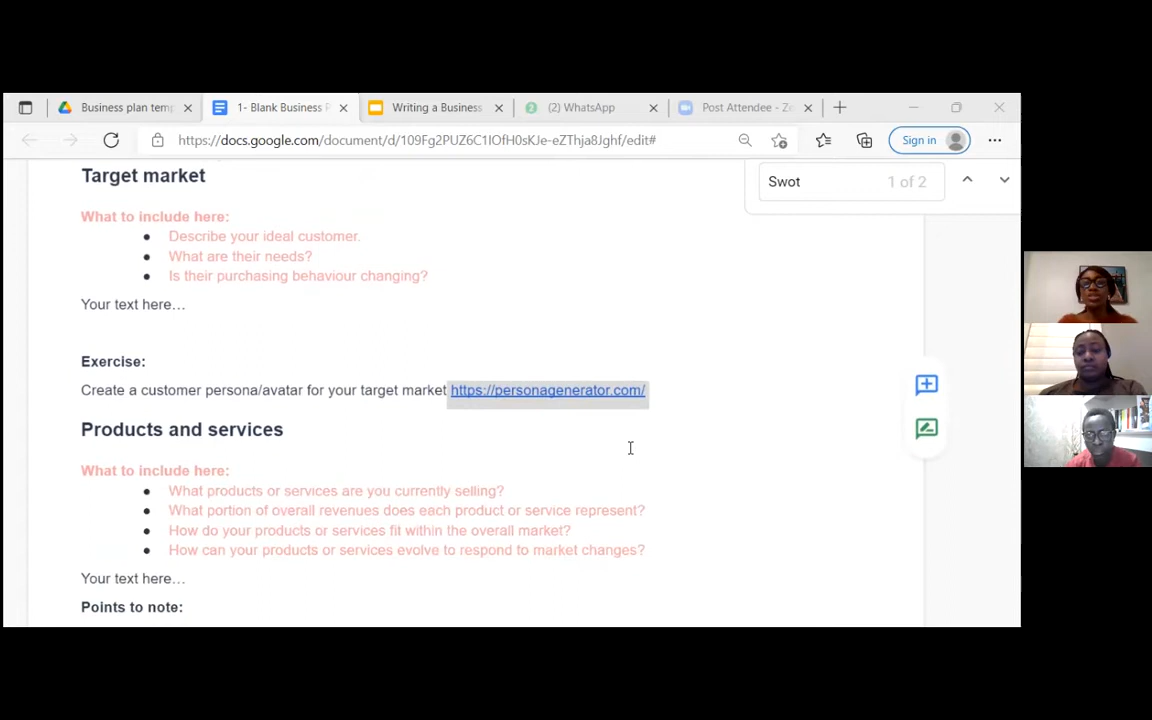 Business plan temp
1- Blank Business P
Writing a Business
(2) WhatsApp
Post Attendee - Zo
https://docs.google.com/document/d/109Fg2PUZ6C1lOfH0sKJe-eZThja8Jghf/edit#
Sign in
Swot 1 of 2
Target market
What to include here:
● Describe your ideal customer.
● What are their needs?
● Is their purchasing behaviour changing?
Your text here…
Exercise:
Create a customer persona/avatar for your target market https://personagenerator.com/
Products and services
What to include here:
● What products or services are you currently selling?
● What portion of overall revenues does each product or service represent?
● How do your products or services fit within the overall market?
● How can your products or services evolve to respond to market changes?
Your text here…
Points to note: